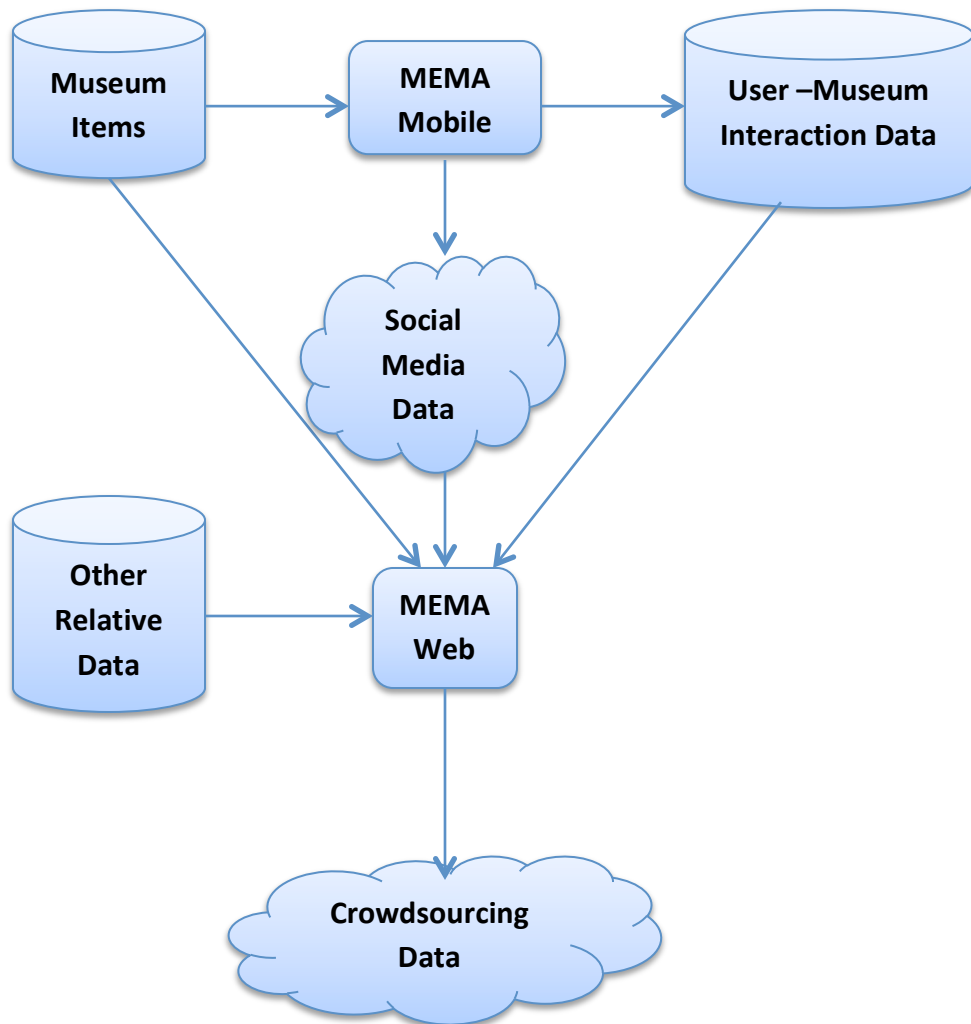 Museum
Items
MEMA
Mobile
User –Museum
Interaction Data
Social
Media
Data
Other
Relative
Data
MEMA
Web
Crowdsourcing
Data